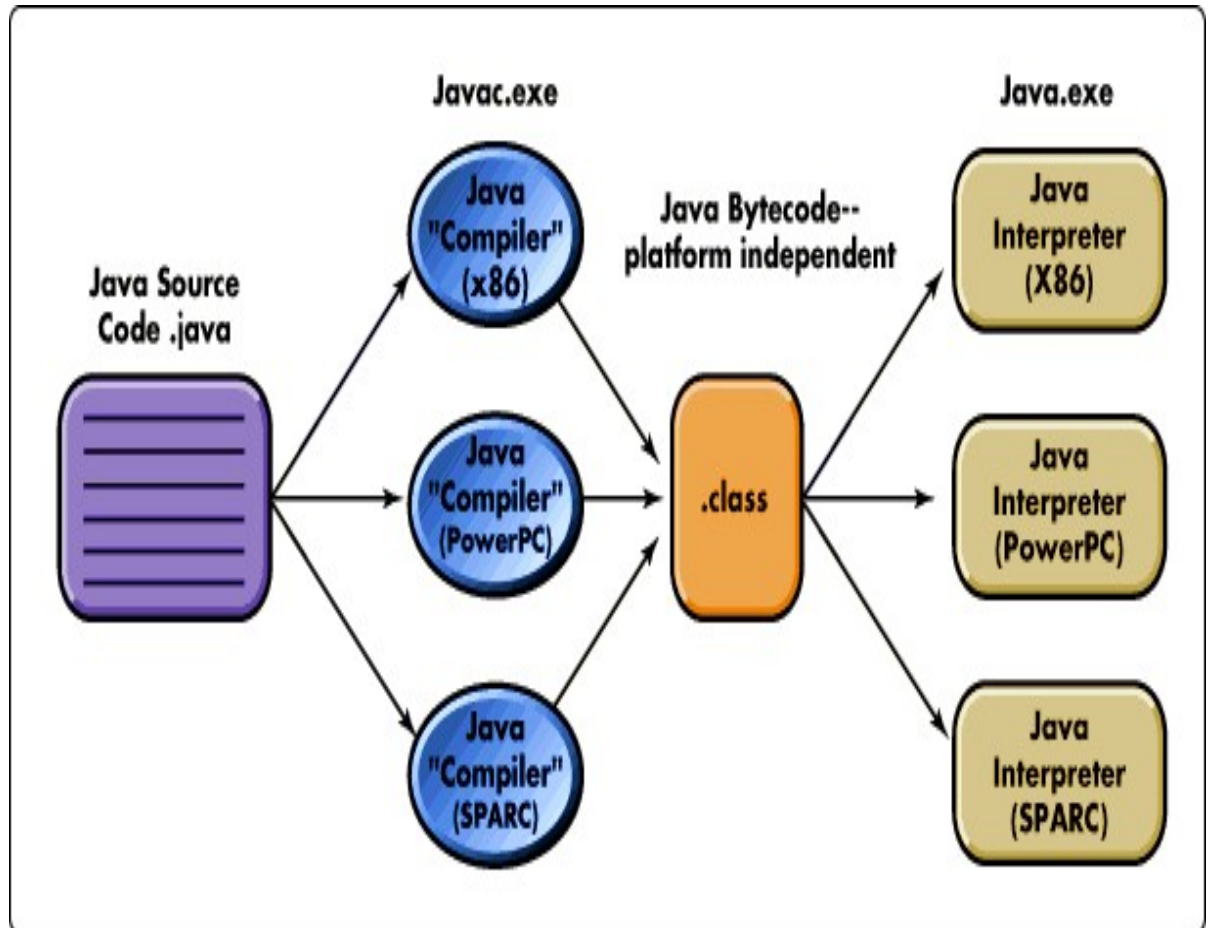 Javac.exe
Java.exe
Java Source
Code .java
Java
"Compiler"
(x86)
Java
"Compiler"
(PowerPC)
Java
"Compiler"
(SPARC)
Java Bytecode--
platform independent
.class
Java
Interpreter
(X86)
Java
Interpreter
(PowerPC)
Java
Interpreter
(SPARC)